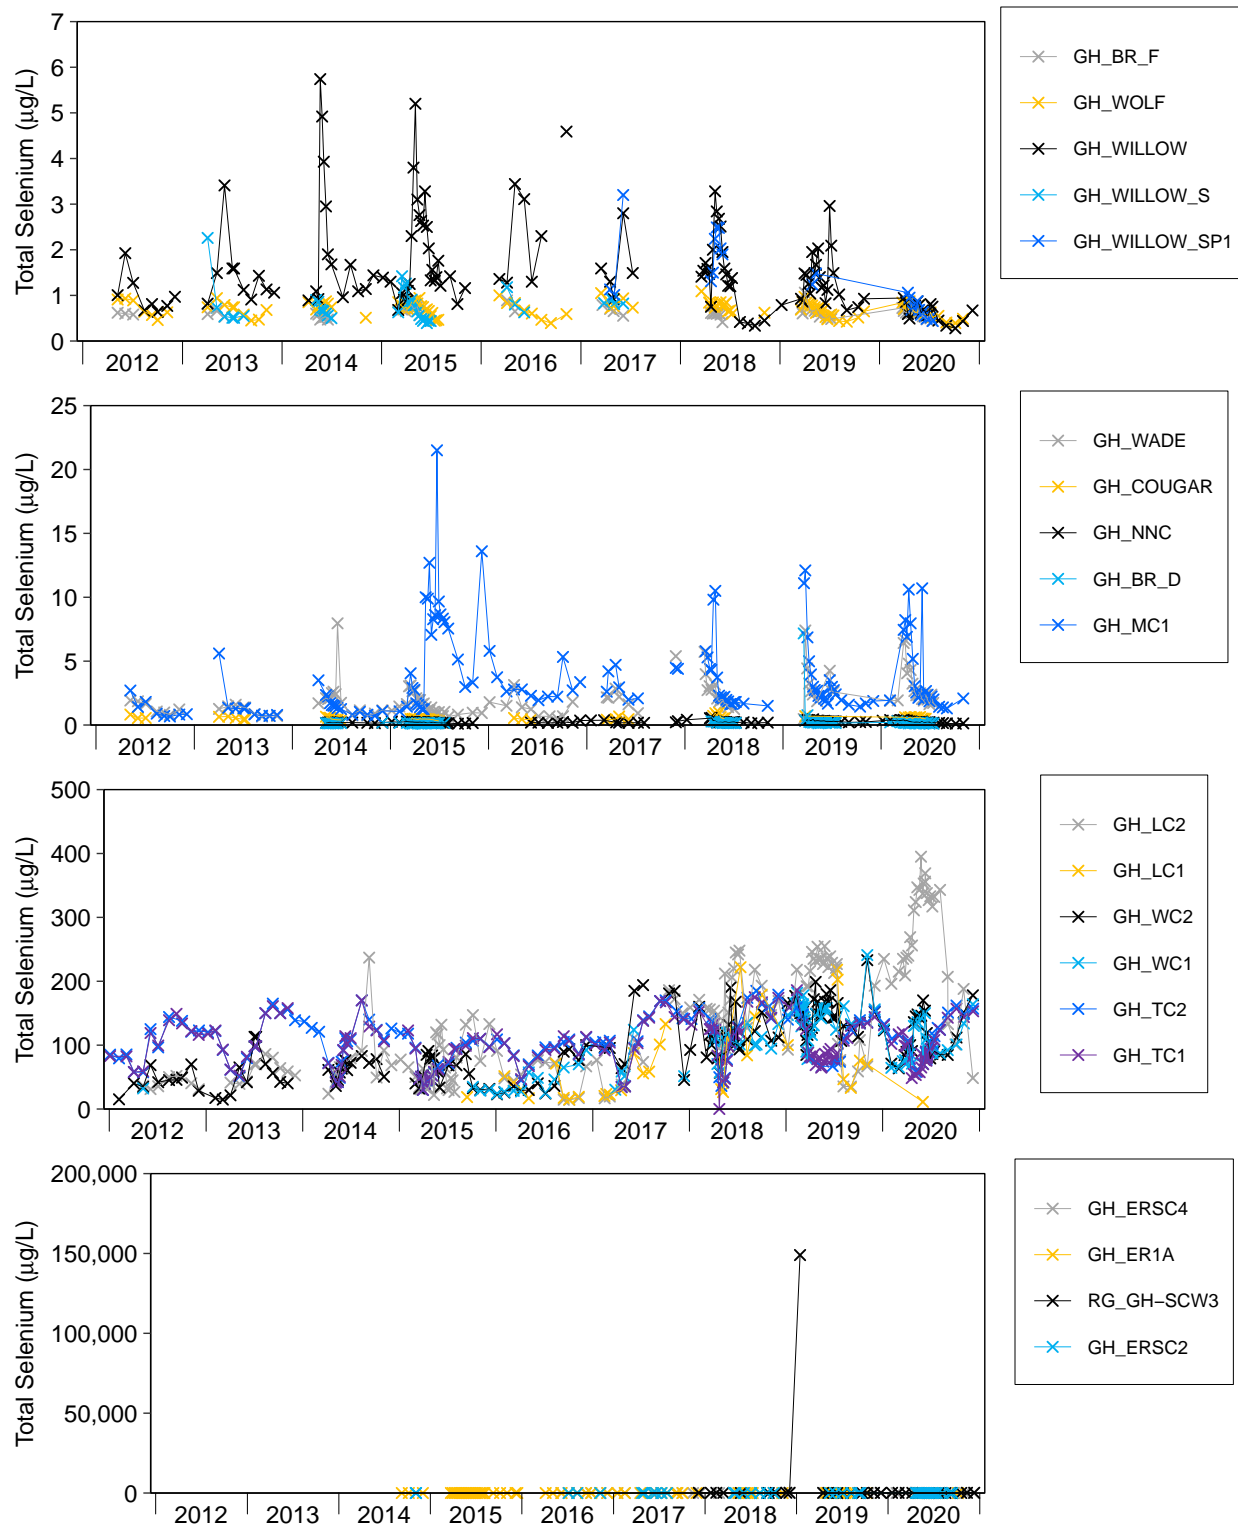 Total Selenium (µg/L)
7
6
5
4
3
2
1
0
2012 2013 2014 2015 2016 2017 2018 2019 2020
GH_BR_F
GH_WOLF
GH_WILLOW
GH_WILLOW_S
GH_WILLOW_SP1
Total Selenium (µg/L)
25
20
15
10
5
0
2012 2013 2014 2015 2016 2017 2018 2019 2020
GH_WADE
GH_COUGAR
GH_NNC
GH_BR_D
GH_MC1
Total Selenium (µg/L)
500
400
300
200
100
0
2012 2013 2014 2015 2016 2017 2018 2019 2020
GH_LC2
GH_LC1
GH_WC2
GH_WC1
GH_TC2
GH_TC1
Total Selenium (µg/L)
200,000
150,000
100,000
50,000
0
2012 2013 2014 2015 2016 2017 2018 2019 2020
GH_ERSC4
GH_ER1A
RG_GH−SCW3
GH_ERSC2